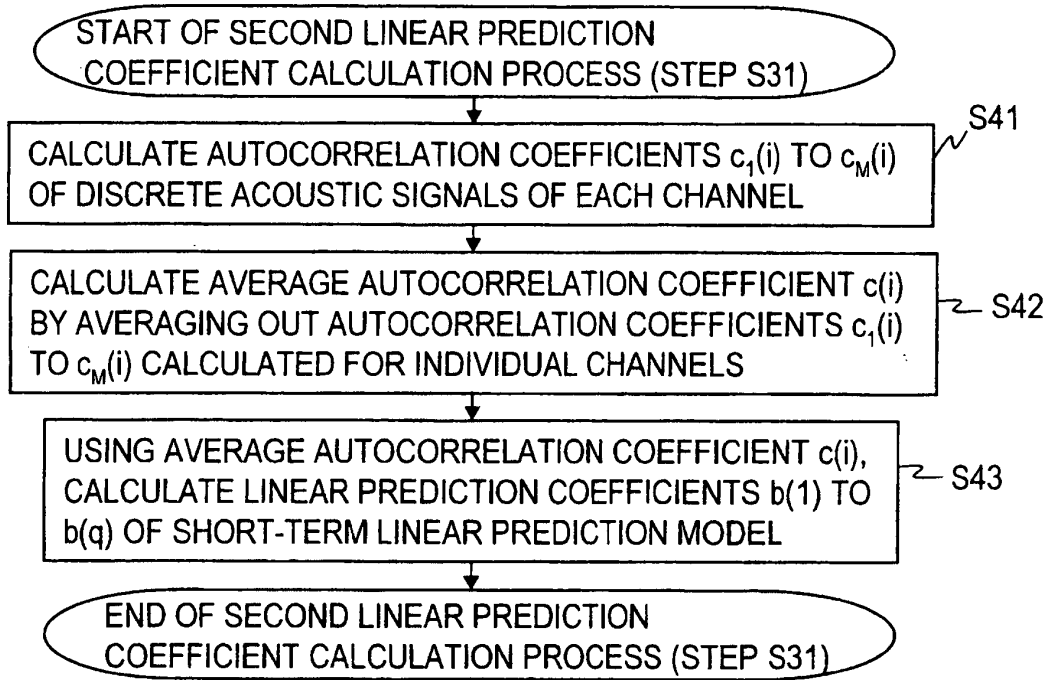 START OF SECOND LINEAR PREDICTION
COEFFICIENT CALCULATION PROCESS (STEP S31)
S41
CALCULATE AUTOCORRELATION COEFFICIENTS c₁(i) TO c_M(i)
OF DISCRETE ACOUSTIC SIGNALS OF EACH CHANNEL
CALCULATE AVERAGE AUTOCORRELATION COEFFICIENT c(i)
BY AVERAGING OUT AUTOCORRELATION COEFFICIENTS c₁(i)
TO c_M(i) CALCULATED FOR INDIVIDUAL CHANNELS
S42
USING AVERAGE AUTOCORRELATION COEFFICIENT c(i),
CALCULATE LINEAR PREDICTION COEFFICIENTS b(1) TO
b(q) OF SHORT-TERM LINEAR PREDICTION MODEL
S43
END OF SECOND LINEAR PREDICTION
COEFFICIENT CALCULATION PROCESS (STEP S31)